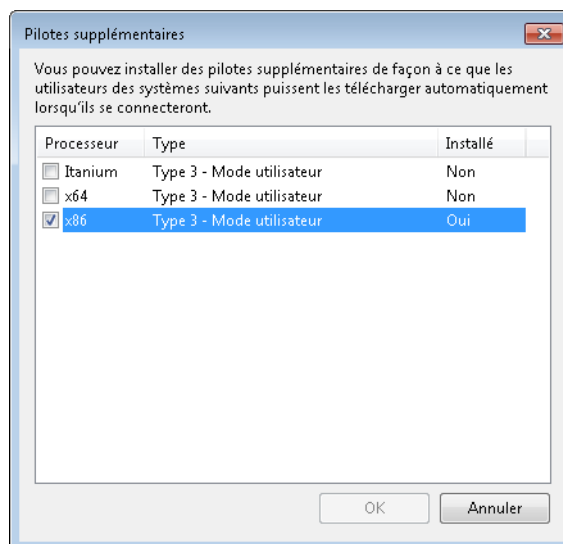 Pilotes supplémentaires
Vous pouvez installer des pilotes supplémentaires de façon à ce que les
utilisateurs des systèmes suivants puissent les télécharger automatiquement
lorsqu'ils se connecteront.
Processeur Type Installé
Itanium Type 3 - Mode utilisateur Non
x64 Type 3 - Mode utilisateur Non
x86 Type 3 - Mode utilisateur Oui
OK Annuler